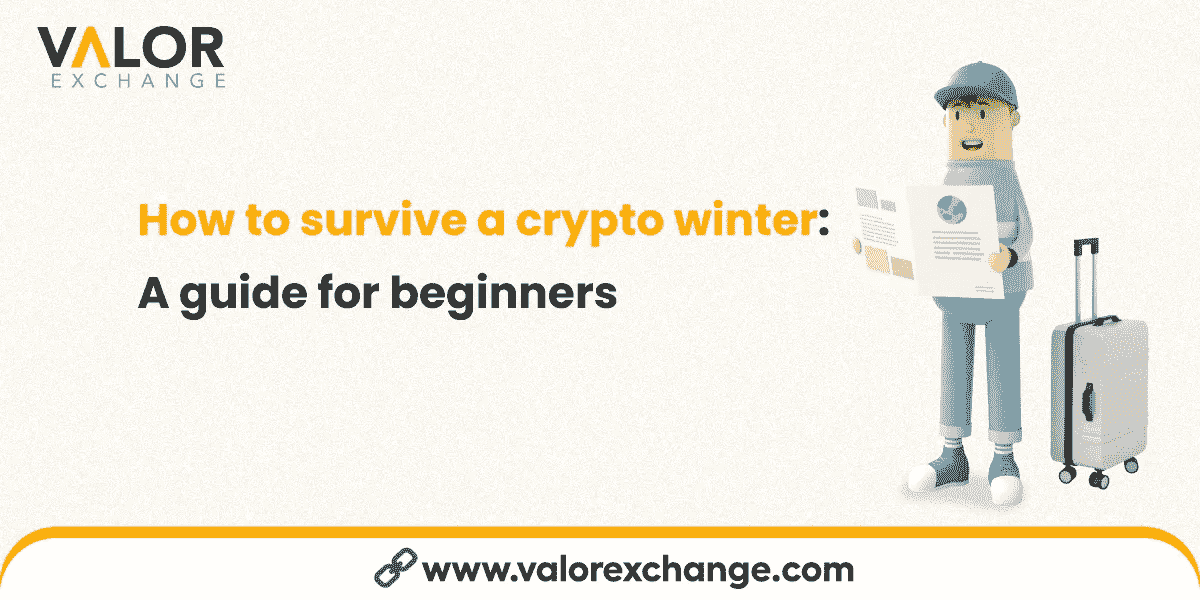 VALOR
EXCHANGE
How to survive a crypto winter:
A guide for beginners
www.valorexchange.com